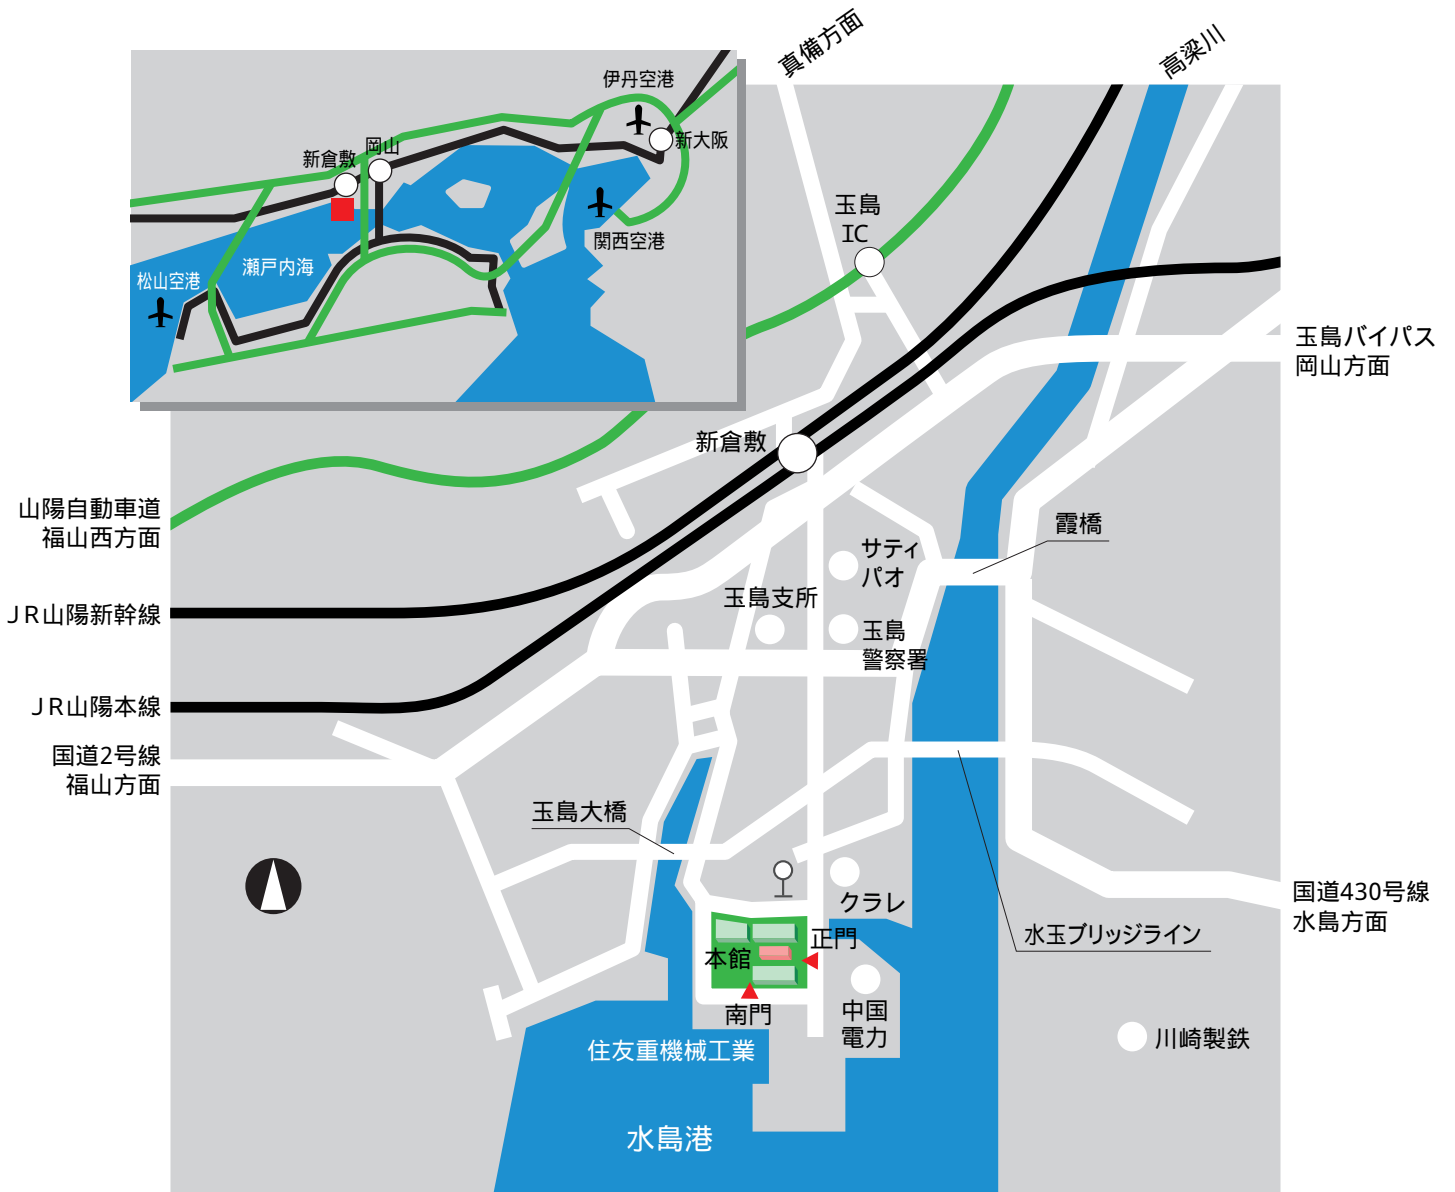 真備方面
高梁川
伊丹空港
新大阪
岡山
新倉敷
関西空港
瀬戸内海
松山空港
玉島
IC
玉島バイパス
岡山方面
新倉敷
山陽自動車道
福山西方面
霞橋
サティ
パオ
玉島支所
JR山陽新幹線
玉島
警察署
JR山陽本線
国道2号線
福山方面
玉島大橋
クラレ
国道430号線
水島方面
水玉ブリッジライン
正門
本館
南門
中国
電力
川崎製鉄
住友重機械工業
水島港